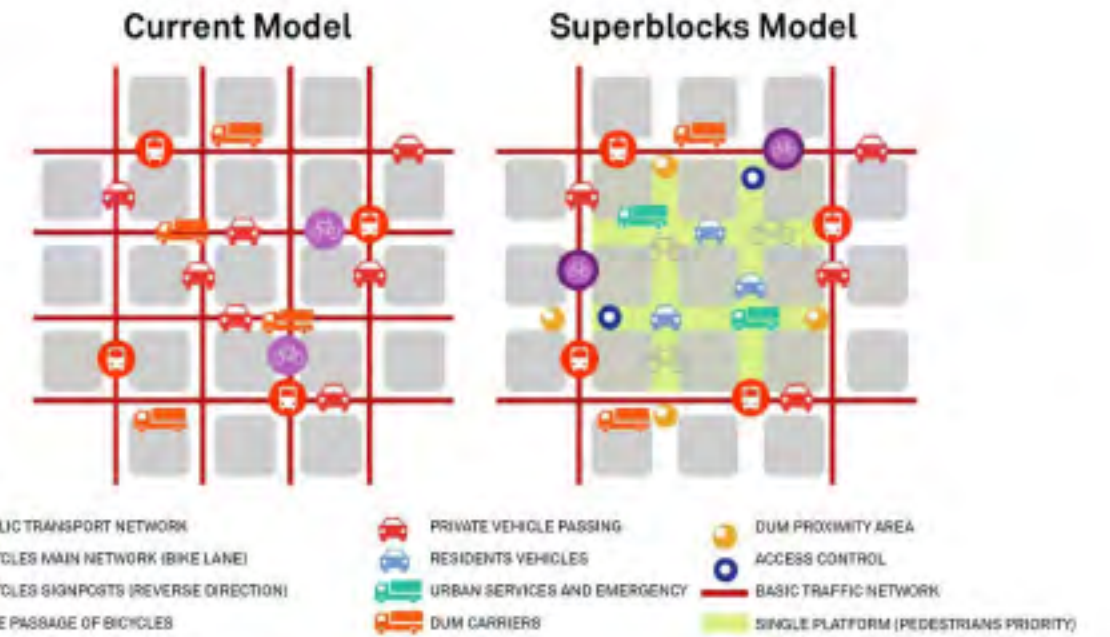 Current Model
Superblocks Model
LIC TRANSPORT NETWORK
CYCLES MAIN NETWORK (BIKE LANE)
CYCLES SIGNPOSTS (REVERSE DIRECTION)
E PASSAGE OF BICYCLES
PRIVATE VEHICLE PASSING
RESIDENTS VEHICLES
URBAN SERVICES AND EMERGENCY
DUM CARRIERS
DUM PROXIMITY AREA
ACCESS CONTROL
BASIC TRAFFIC NETWORK
SINGLE PLATFORM (PEDESTRIANS PRIORITY)